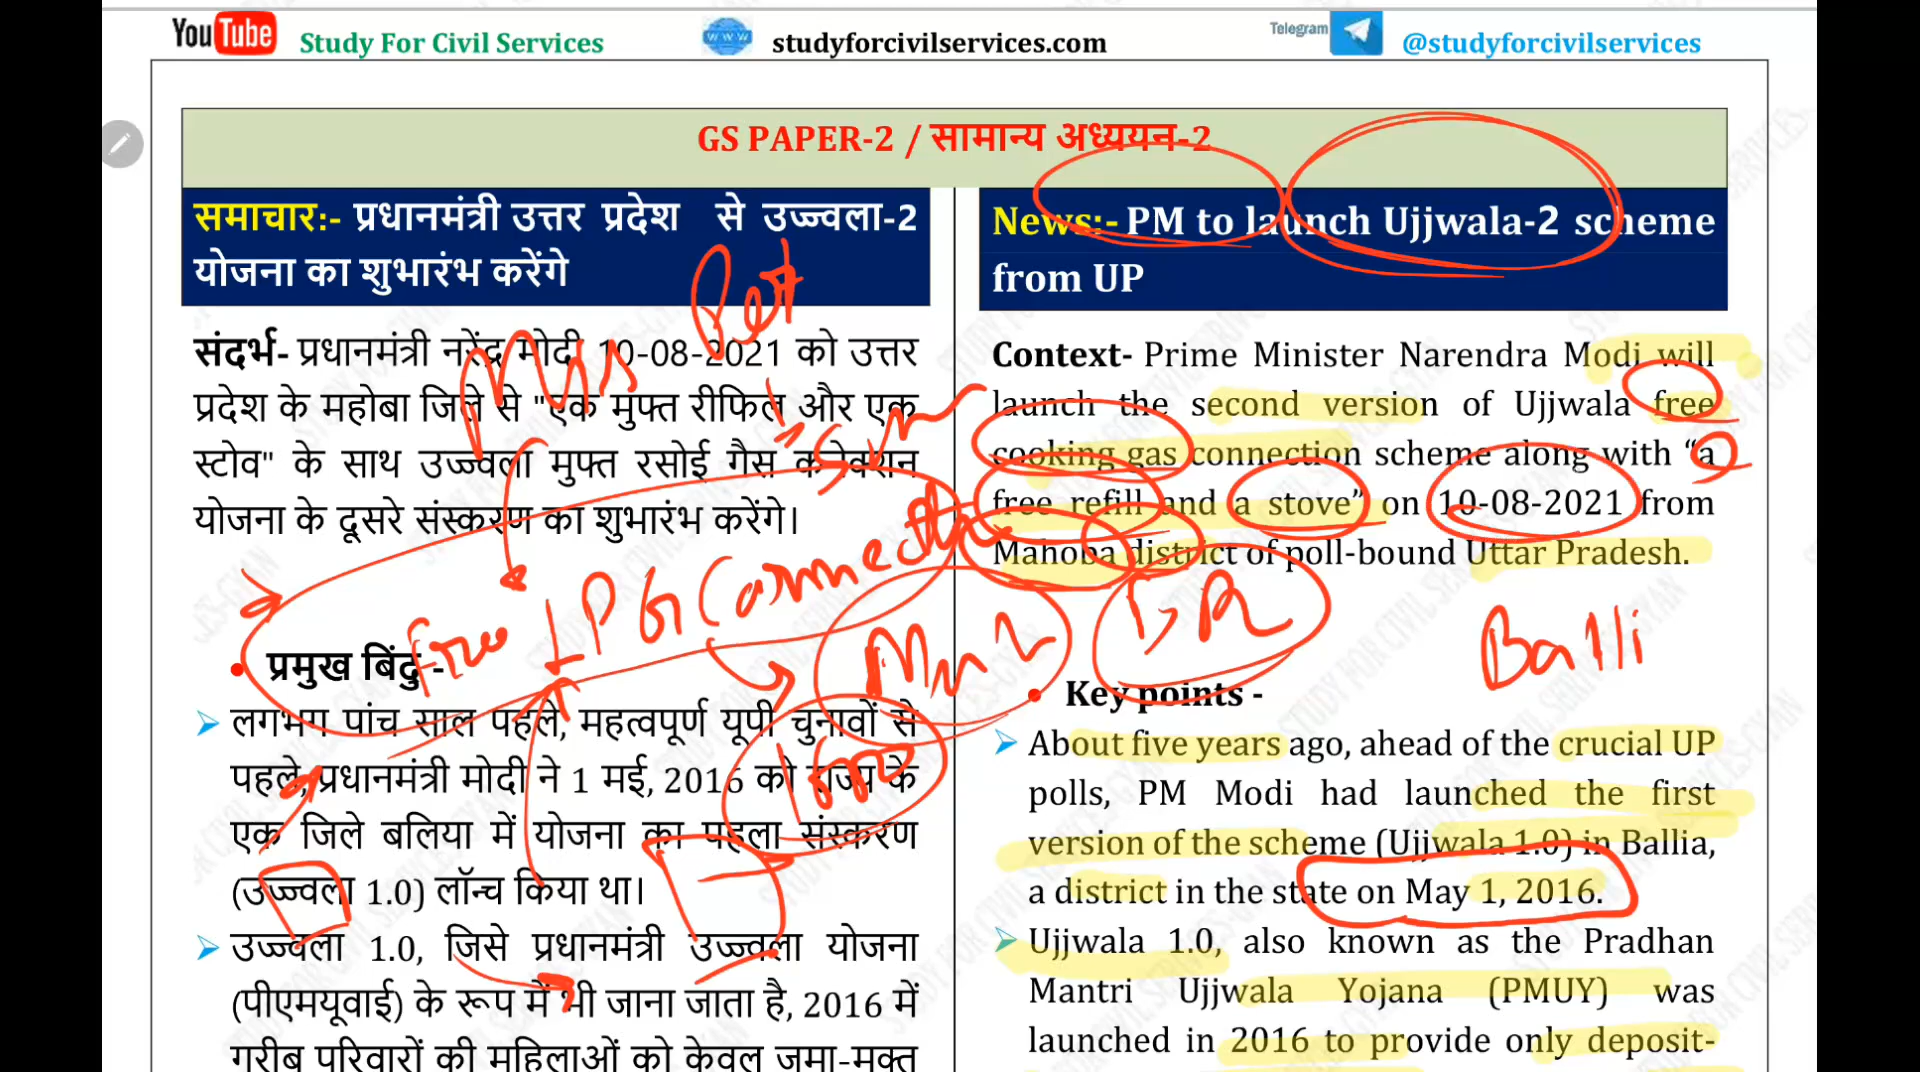 YouTube Study For Civil Services studyforcivilservices.com Telegram @studyforcivilservices
GS PAPER-2 / सामान्य अध्ययन-2
समाचार:- प्रधानमंत्री उत्तर प्रदेश से उज्ज्वला-2
योजना का शुभारंभ करेंगे
संदर्भ- प्रधानमंत्री नरेंद्र मोदी 10-08-2021 को उत्तर
प्रदेश के महोबा जिले से "एक मुफ्त रीफिल और एक
स्टोव" के साथ उज्ज्वला मुफ्त रसोई गैस कनेक्शन
योजना के दूसरे संस्करण का शुभारंभ करेंगे।
• प्रमुख बिंदु -
➢ लगभग पांच साल पहले, महत्वपूर्ण यूपी चुनावों से
पहले, प्रधानमंत्री मोदी ने 1 मई, 2016 को राज्य के
एक जिले बलिया में योजना का पहला संस्करण
(उज्ज्वला 1.0) लॉन्च किया था।
➢ उज्ज्वला 1.0, जिसे प्रधानमंत्री उज्ज्वला योजना
(पीएमयूवाई) के रूप में भी जाना जाता है, 2016 में
गरीब परिवारों की महिलाओं को केवल जमा-मुक्त
News:- PM to launch Ujjwala-2 scheme
from UP
Context- Prime Minister Narendra Modi will
launch the second version of Ujjwala free
cooking gas connection scheme along with “a
free refill and a stove” on 10-08-2021 from
Mahoba district of poll-bound Uttar Pradesh.
• Key points -
➢ About five years ago, ahead of the crucial UP
polls, PM Modi had launched the first
version of the scheme (Ujjwala 1.0) in Ballia,
a district in the state on May 1, 2016.
➢ Ujjwala 1.0, also known as the Pradhan
Mantri Ujjwala Yojana (PMUY) was
launched in 2016 to provide only deposit-
free LPG Connection
1600
Balli